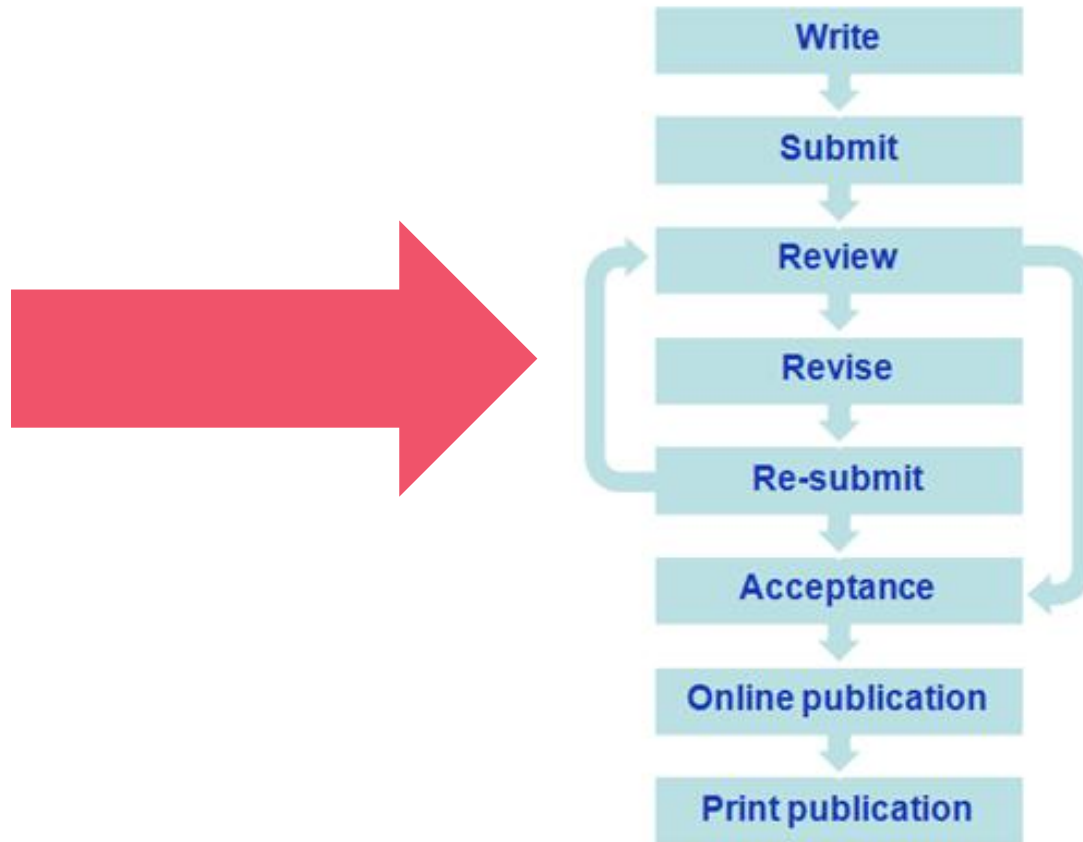 Write
Submit
Review
Revise
Re-submit
Acceptance
Online publication
Print publication